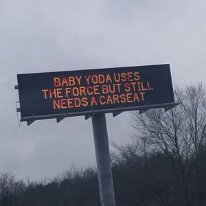 BABY YODA USES
THE FORCE BUT STILL
NEEDS A CARSEAT